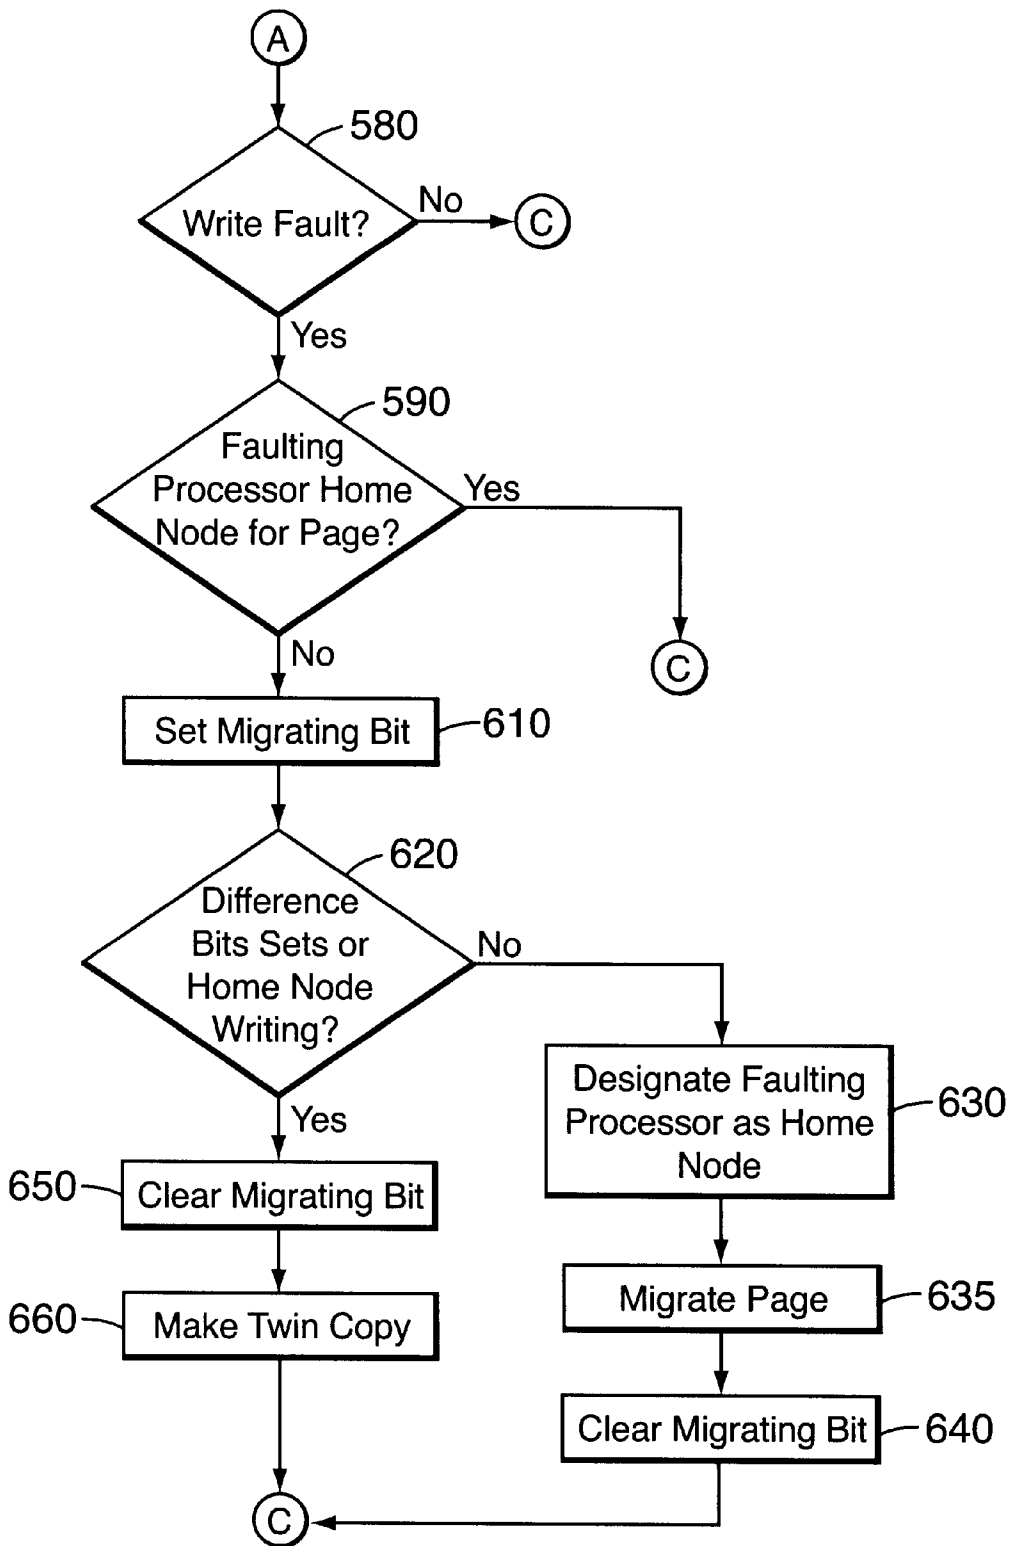 A
580
Write Fault?
No
C
Yes
590
Faulting
Processor Home
Node for Page?
Yes
C
No
Set Migrating Bit
610
620
Difference
Bits Sets or
Home Node
Writing?
No
Yes
Designate Faulting
Processor as Home
Node
630
650
Clear Migrating Bit
Migrate Page
635
660
Make Twin Copy
Clear Migrating Bit
640
C